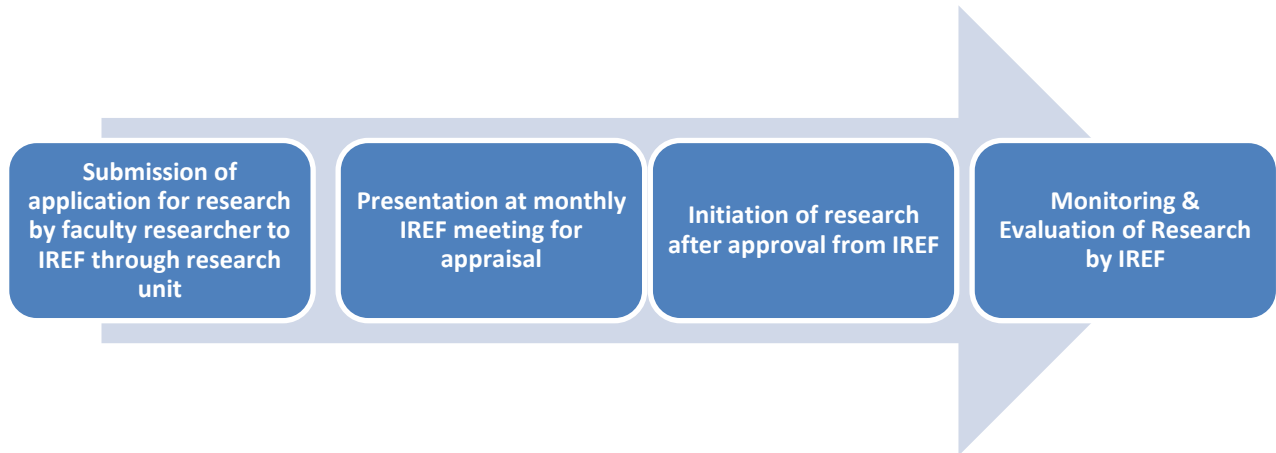 Submission of
application for research
by faculty researcher to
IREF through research
unit
Presentation at monthly
IREF meeting for
appraisal
Initiation of research
after approval from IREF
Monitoring &
Evaluation of Research
by IREF